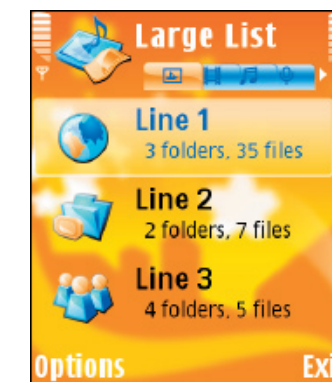 Large List
Line 1
3 folders, 35 files
Line 2
2 folders, 7 files
Line 3
4 folders, 5 files
Options
Exi